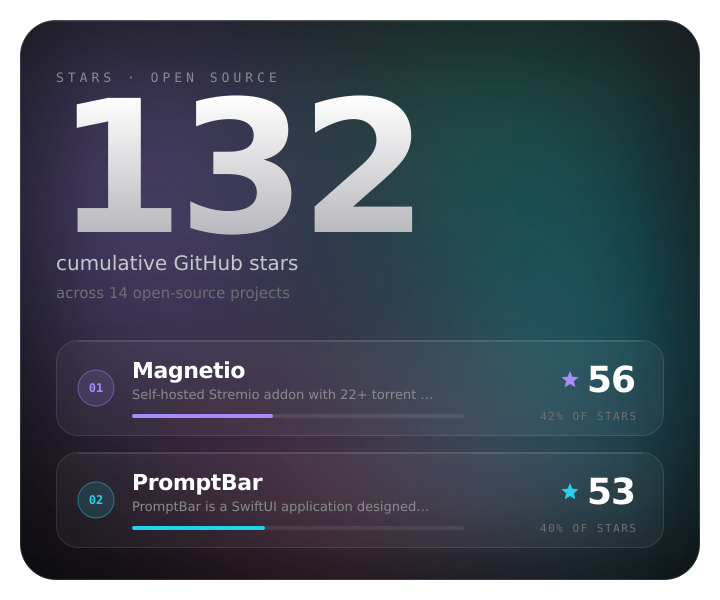 STARS · OPEN SOURCE
132
cumulative GitHub stars
across 14 open-source projects
01
Magnetio
Self-hosted Stremio addon with 22+ torrent ...
★ 56
42% OF STARS
02
PromptBar
PromptBar is a SwiftUI application designed...
★ 53
40% OF STARS